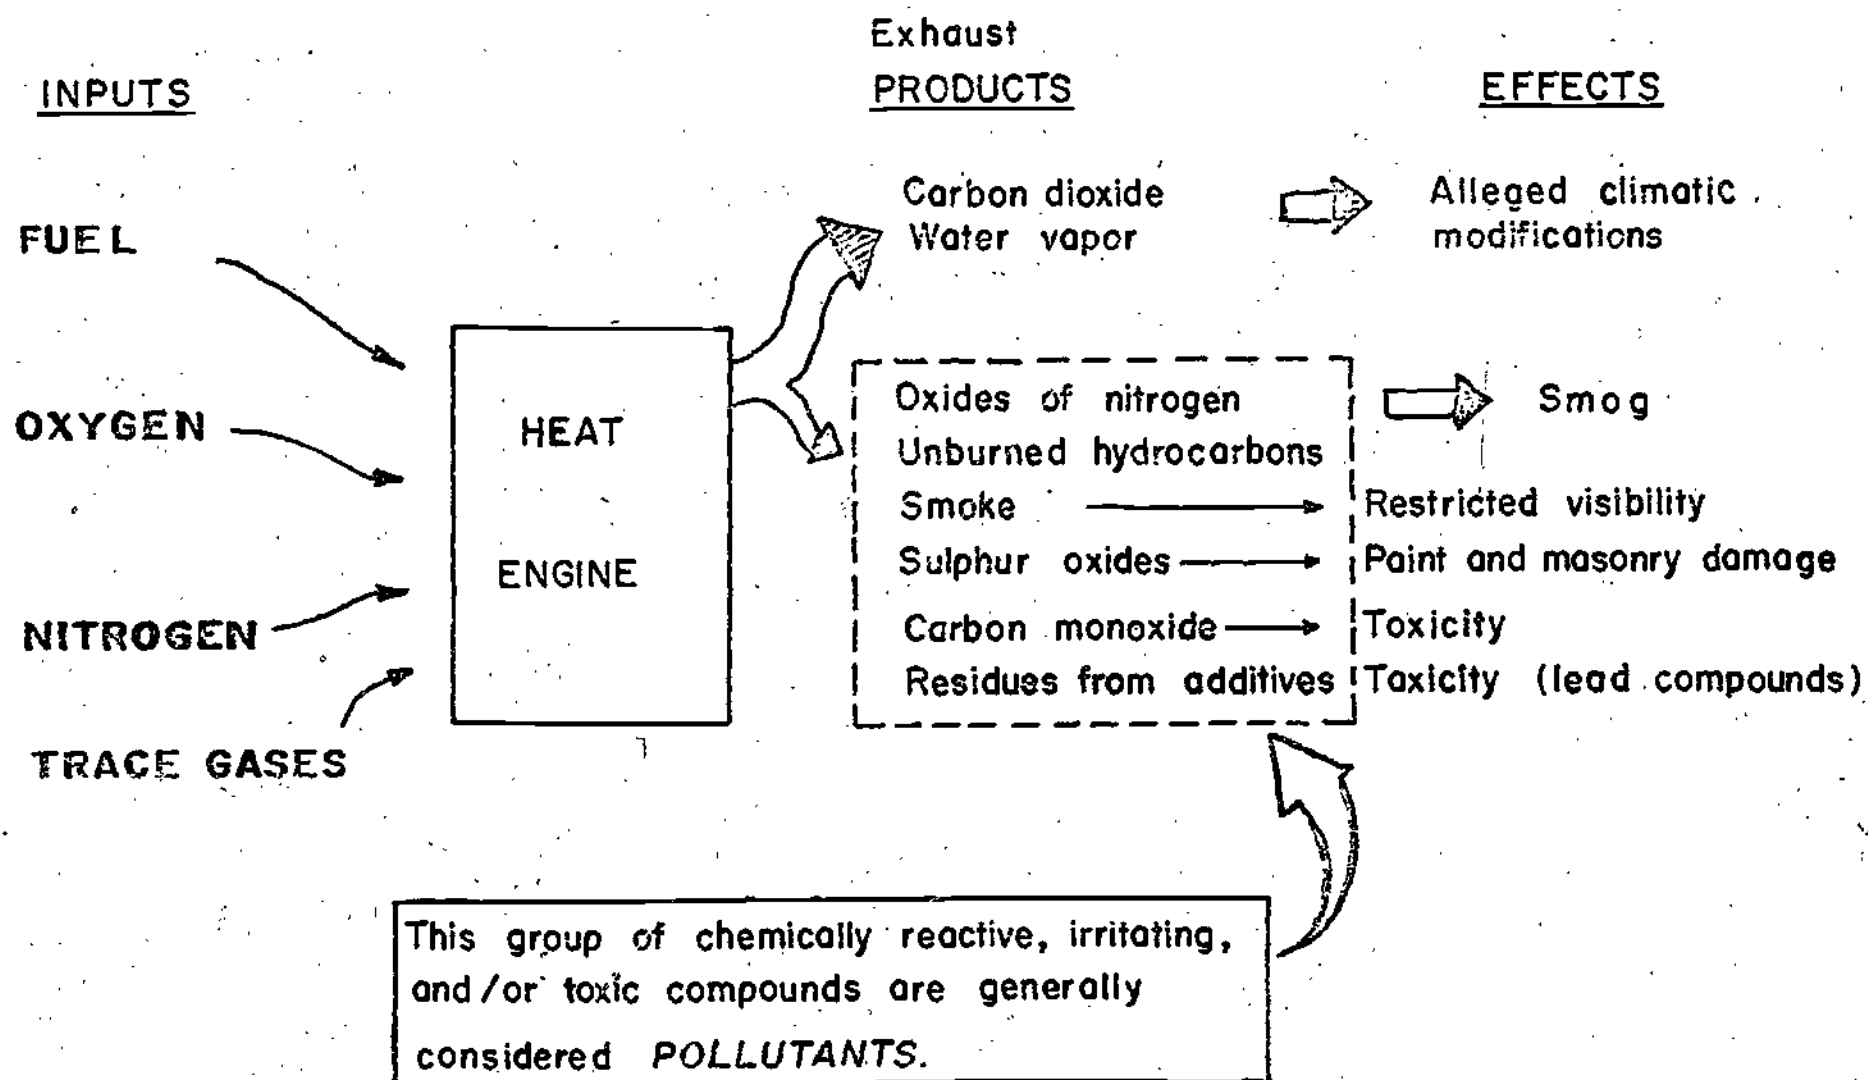 Exhaust
INPUTS PRODUCTS EFFECTS
Carbon dioxide Alleged climatic
Water vapor modifications
FUEL
OXYGEN
NITROGEN
TRACE GASES
HEAT
ENGINE
Oxides of nitrogen Smog
Unburned hydrocarbons
Smoke Restricted visibility
Sulphur oxides Paint and masonry damage
Carbon monoxide Toxicity
Residues from additives Toxicity (lead compounds)
This group of chemically reactive, irritating,
and/or toxic compounds are generally
considered POLLUTANTS.